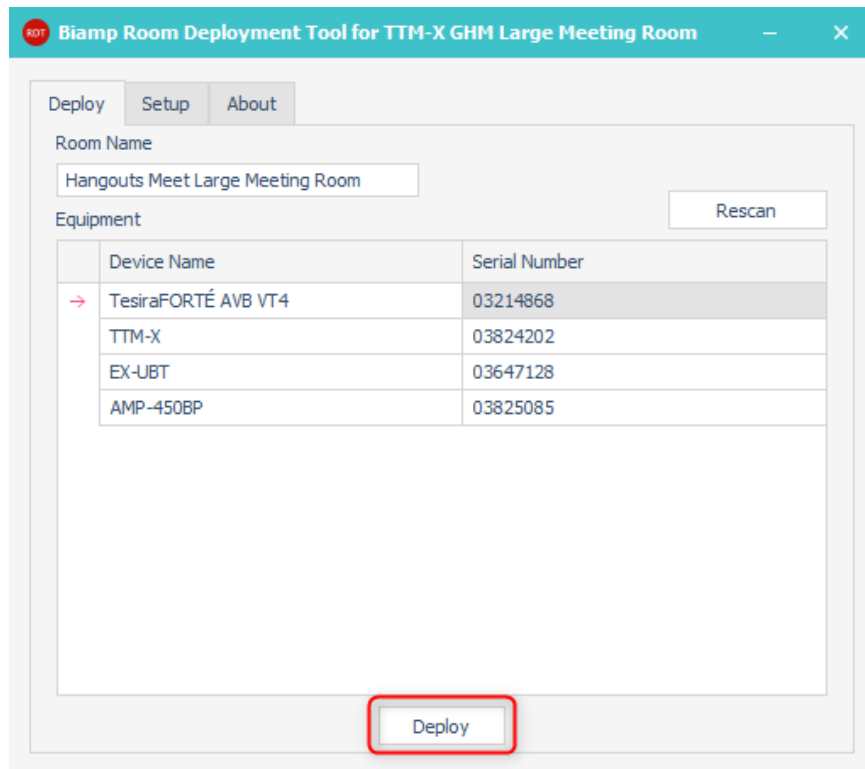 RDT Biamp Room Deployment Tool for TTM-X GHM Large Meeting Room
Deploy Setup About
Room Name
Hangouts Meet Large Meeting Room
Rescan
Equipment
Device Name Serial Number
TesiraFORTÉ AVB VT4 03214868
TTM-X 03824202
EX-UBT 03647128
AMP-450BP 03825085
Deploy